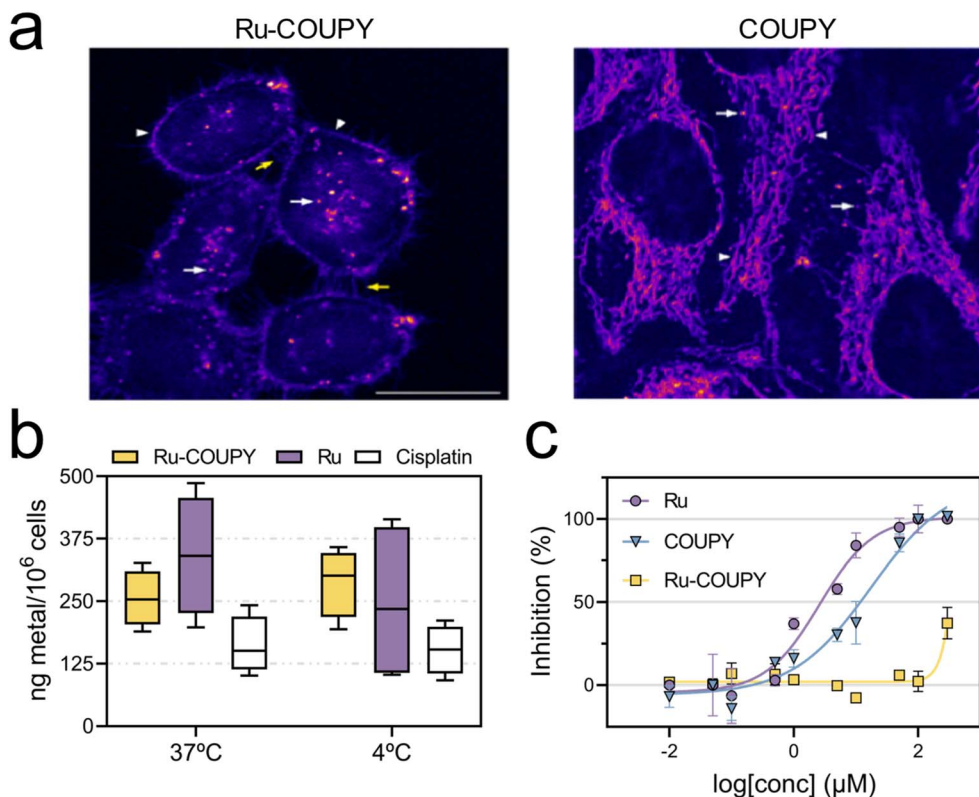 a
Ru-COUPY
COUPY
b
Ru-COUPY
Ru
Cisplatin
ng metal/10⁶ cells
500
375
250
125
0
37ºC
4ºC
c
Ru
COUPY
Ru-COUPY
Inhibition (%)
100
50
0
-2
0
2
log[conc] (µM)